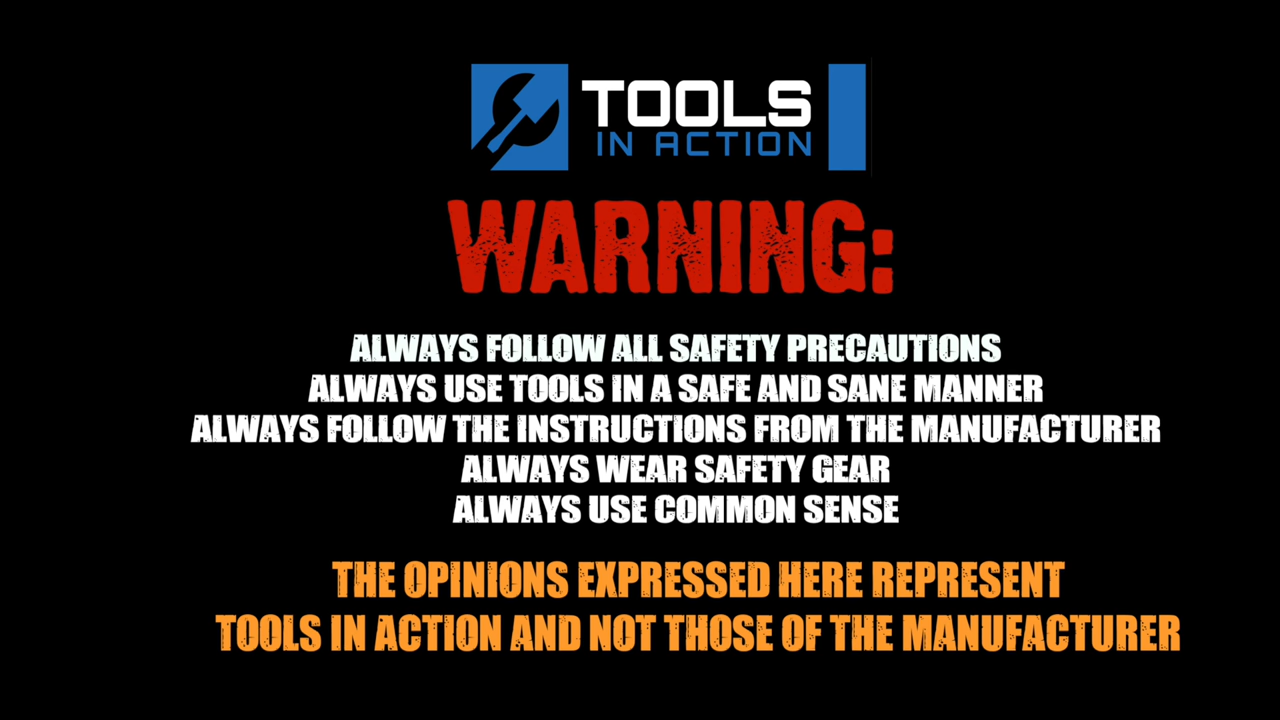 TOOLS
IN ACTION
WARNING:
ALWAYS FOLLOW ALL SAFETY PRECAUTIONS
ALWAYS USE TOOLS IN A SAFE AND SANE MANNER
ALWAYS FOLLOW THE INSTRUCTIONS FROM THE MANUFACTURER
ALWAYS WEAR SAFETY GEAR
ALWAYS USE COMMON SENSE
THE OPINIONS EXPRESSED HERE REPRESENT
TOOLS IN ACTION AND NOT THOSE OF THE MANUFACTURER